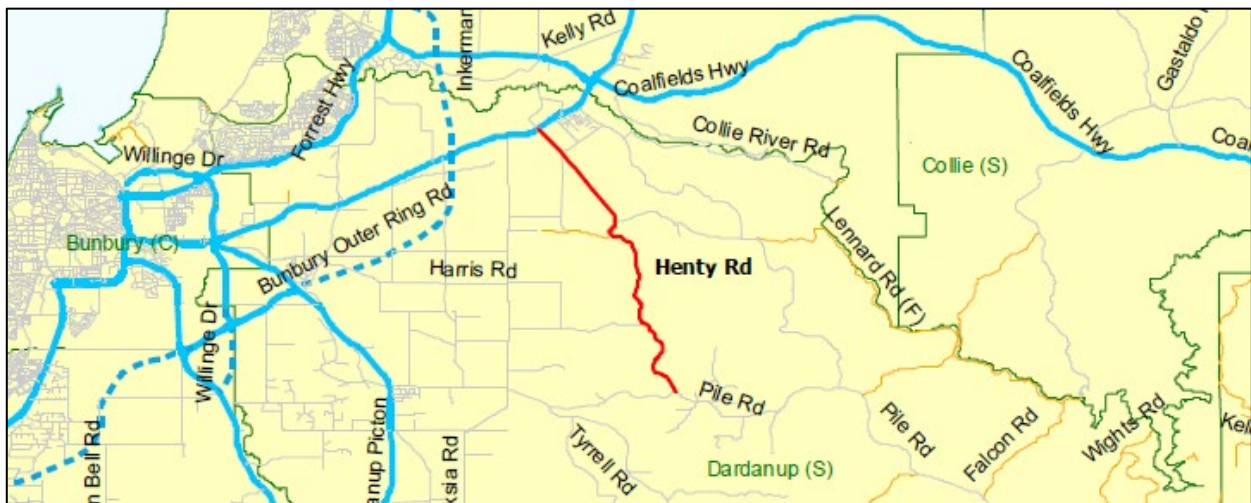 Kelly Rd
Inkerman
Gastaldo
Forrest Hwy
Coalfields Hwy
Coalfields Hwy
Coal
Collie River Rd
Willinge Dr
Collie (S)
Bunbury Outer Ring Rd
Bunbury (C)
Lennard Rd (F)
Harris Rd
Henty Rd
Willinge Dr
Pile Rd
Pile Rd
Falcon Rd
Wights Rd
Kell
n Bell Rd
anup Picton
ksia Rd
Tyrrell Rd
Dardanup (S)